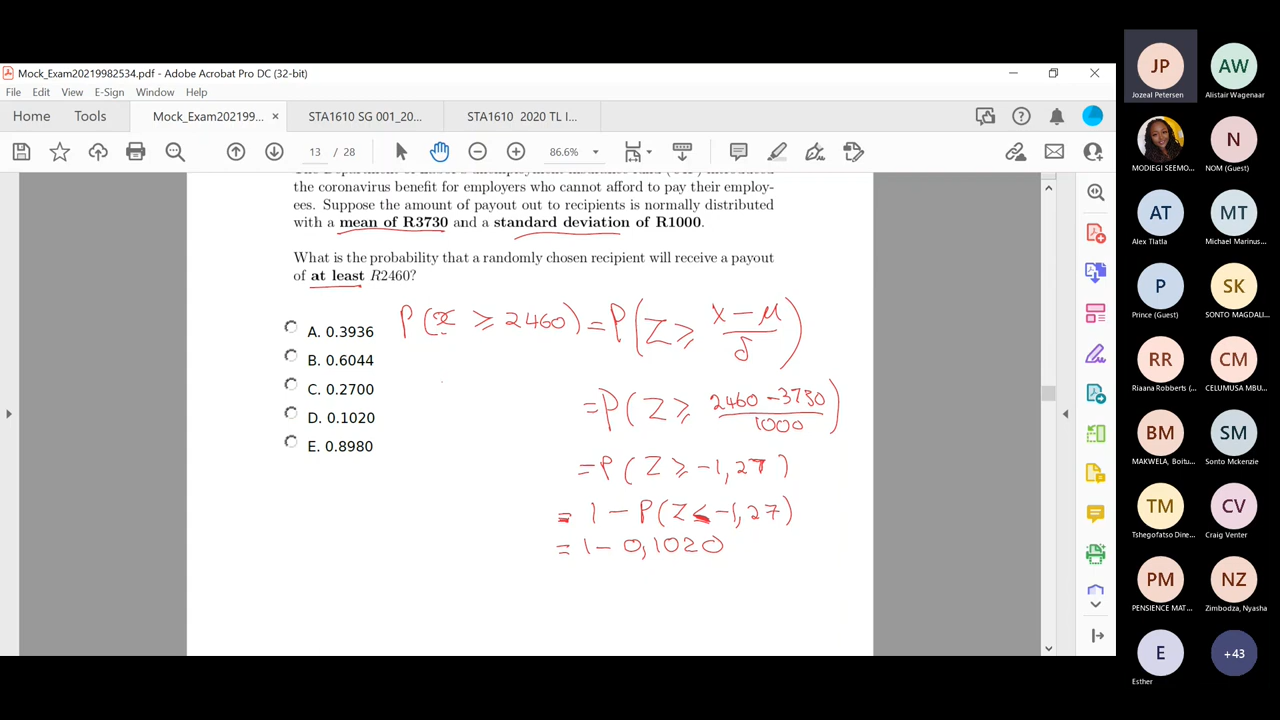 Mock_Exam20219982534.pdf - Adobe Acrobat Pro DC (32-bit)
File Edit View E-Sign Window Help
Home Tools Mock_Exam202199... × STA1610 SG 001_20... STA1610 2020 TL I...
13 / 28 86.6%
the coronavirus benefit for employers who cannot afford to pay their employ-
ees. Suppose the amount of payout out to recipients is normally distributed
with a mean of R3730 and a standard deviation of R1000.
What is the probability that a randomly chosen recipient will receive a payout
of at least R2460?
A. 0.3936
B. 0.6044
C. 0.2700
D. 0.1020
E. 0.8980
P(x ≥ 2460) = P(Z ≥ (x − μ)/δ)
= P(Z ≥ (2460 − 3730)/1000)
= P(Z ≥ −1,27)
= 1 − P(Z < −1,27)
= 1 − 0,1020
JP
Jozeal Petersen
AW
Alistair Wagenaar
MODIEGI SEEMO...
N
NOM (Guest)
AT
Alex Tlatla
MT
Michael Marinus...
P
Prince (Guest)
SK
SONTO MAGDALI...
RR
Riaana Robberts (...
CM
CELUMUSA MBU...
BM
MAKWELA, Boitu...
SM
Sonto Mckenzie
TM
Tshegofatso Dine...
CV
Craig Venter
PM
PENSIENCE MAT...
NZ
Zimbodza, Nyasha
E
Esther
+43